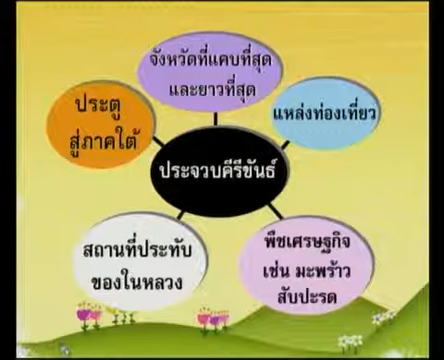 จังหวัดที่แคบที่สุด
และยาวที่สุด
ประตู
สู่ภาคใต้
แหล่งท่องเที่ยว
ประจวบคีรีขันธ์
สถานที่ประทับ
ของในหลวง
พืชเศรษฐกิจ
เช่น มะพร้าว
สับปะรด